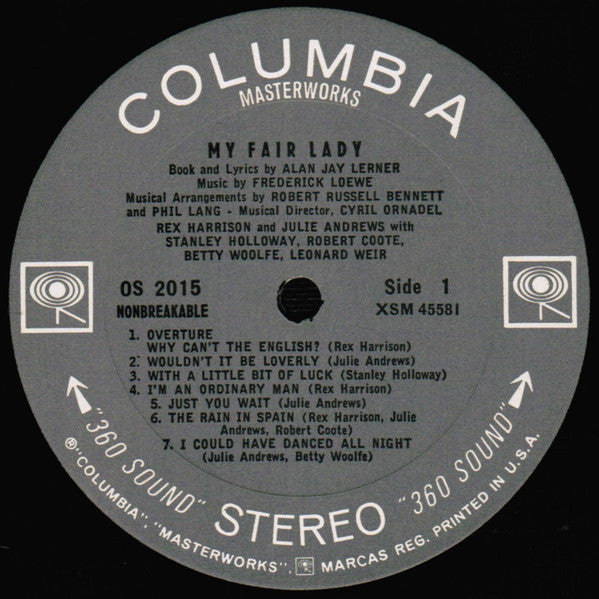 COLUMBIA
MASTERWORKS
MY FAIR LADY
Book and Lyrics by ALAN JAY LERNER
Music by FREDERICK LOEWE
Musical Arrangements by ROBERT RUSSELL BENNETT
and PHIL LANG - Musical Director, CYRIL ORNADEL
REX HARRISON and JULIE ANDREWS with
STANLEY HOLLOWAY, ROBERT COOTE,
BETTY WOOLFE, LEONARD WEIR
OS 2015
NONBREAKABLE
Side 1
XSM 45581
1. OVERTURE
WHY CAN'T THE ENGLISH? (Rex Harrison)
2. WOULDN'T IT BE LOVERLY (Julie Andrews)
3. WITH A LITTLE BIT OF LUCK (Stanley Holloway)
4. I'M AN ORDINARY MAN (Rex Harrison)
5. JUST YOU WAIT (Julie Andrews)
6. THE RAIN IN SPAIN (Rex Harrison, Julie
Andrews, Robert Coote)
7. I COULD HAVE DANCED ALL NIGHT
(Julie Andrews, Betty Woolfe)
"360 SOUND" STEREO "360 SOUND"
®"COLUMBIA", "MASTERWORKS", MARCAS REG. PRINTED IN U.S.A.